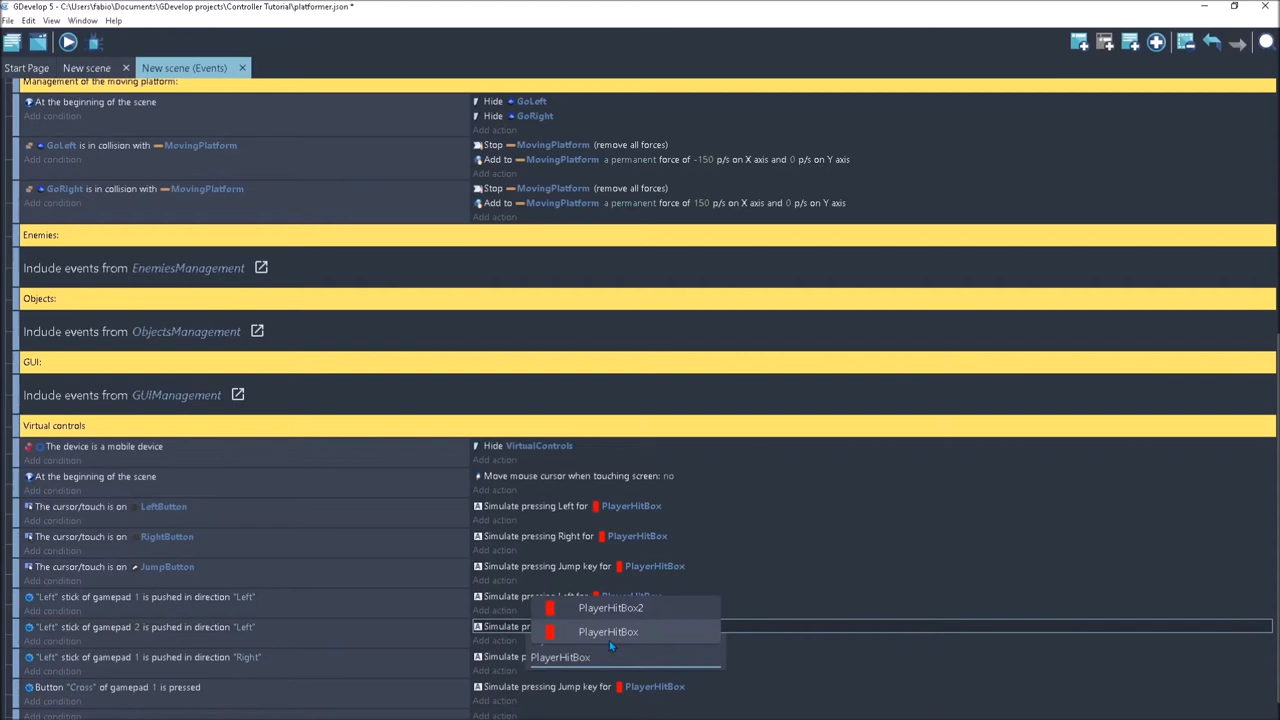 GDevelop 5 - C:\Users\fabio\Documents\GDevelop projects\Controller Tutorial\platformer.json *
File Edit View Window Help
Start Page New scene New scene (Events)
Management of the moving platform:
At the beginning of the scene Hide GoLeft
Add condition Hide GoRight
Add action
GoLeft is in collision with MovingPlatform Stop MovingPlatform (remove all forces)
Add condition Add to MovingPlatform a permanent force of -150 p/s on X axis and 0 p/s on Y axis
Add action
GoRight is in collision with MovingPlatform Stop MovingPlatform (remove all forces)
Add condition Add to MovingPlatform a permanent force of 150 p/s on X axis and 0 p/s on Y axis
Add action
Enemies:
Include events from EnemiesManagement
Objects:
Include events from ObjectsManagement
GUI:
Include events from GUIManagement
Virtual controls
The device is a mobile device Hide VirtualControls
Add condition Add action
At the beginning of the scene Move mouse cursor when touching screen: no
Add condition Add action
The cursor/touch is on LeftButton Simulate pressing Left for PlayerHitBox
Add condition Add action
The cursor/touch is on RightButton Simulate pressing Right for PlayerHitBox
Add condition Add action
The cursor/touch is on JumpButton Simulate pressing Jump key for PlayerHitBox
Add condition Add action
"Left" stick of gamepad 1 is pushed in direction "Left" Simulate pressing Left for PlayerHitBox
Add condition Add action
PlayerHitBox2
"Left" stick of gamepad 2 is pushed in direction "Left" Simulate
PlayerHitBox
Add condition Add action
"Left" stick of gamepad 1 is pushed in direction "Right" Simulate
PlayerHitBox
Add condition Add action
Button "Cross" of gamepad 1 is pressed Simulate pressing Jump key for PlayerHitBox
Add condition Add action